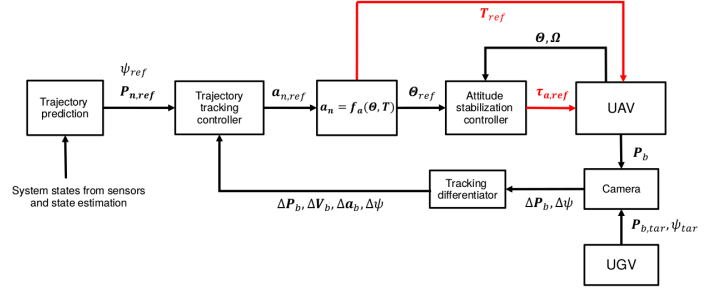 T_ref
Θ, Ω
ψ_ref
P_n,ref
a_n,ref
Θ_ref
τ_a,ref
Trajectory
prediction
Trajectory
tracking
controller
a_n = f_a(Θ, T)
Attitude
stabilization
controller
UAV
P_b
System states from sensors
and state estimation
Tracking
differentiator
Camera
ΔP_b, ΔV_b, Δa_b, Δψ
ΔP_b, Δψ
P_b,tar, ψ_tar
UGV